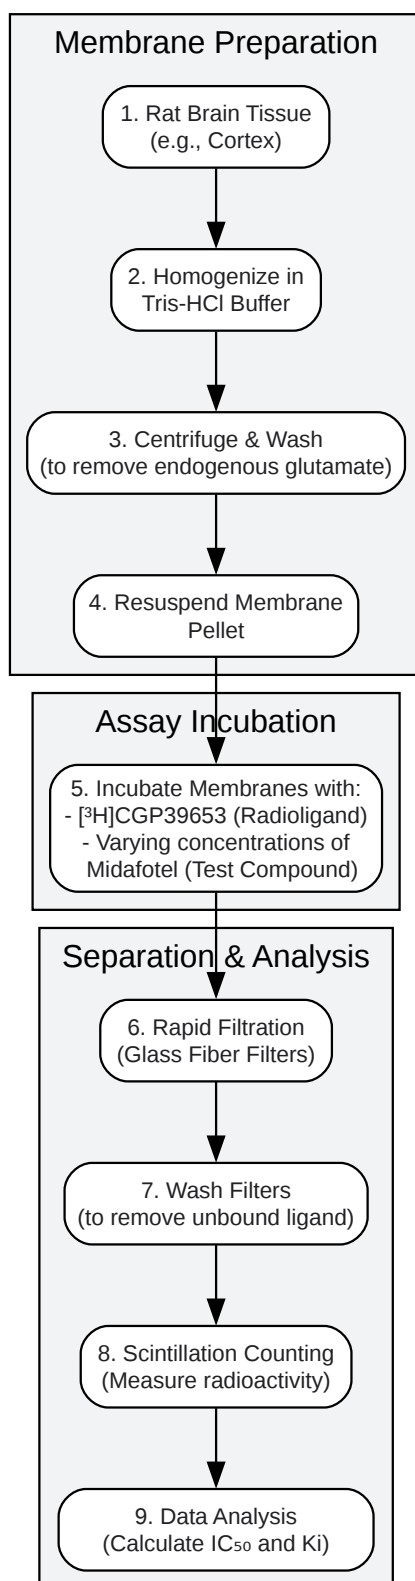 Membrane Preparation
1. Rat Brain Tissue
(e.g., Cortex)
2. Homogenize in
Tris-HCl Buffer
3. Centrifuge & Wash
(to remove endogenous glutamate)
4. Resuspend Membrane
Pellet
Assay Incubation
5. Incubate Membranes with:
- [³H]CGP39653 (Radioligand)
- Varying concentrations of
Midafotel (Test Compound)
Separation & Analysis
6. Rapid Filtration
(Glass Fiber Filters)
7. Wash Filters
(to remove unbound ligand)
8. Scintillation Counting
(Measure radioactivity)
9. Data Analysis
(Calculate IC₅₀ and Ki)